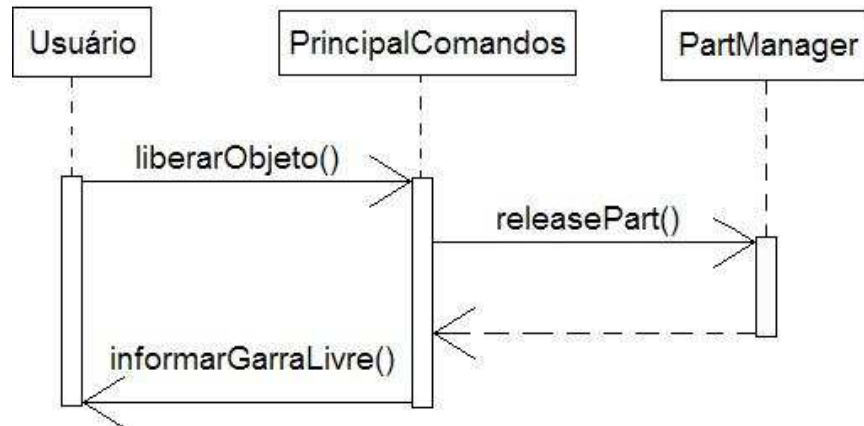 Usuário
PrincipalComandos
PartManager
liberarObjeto()
releasePart()
informarGarraLivre()